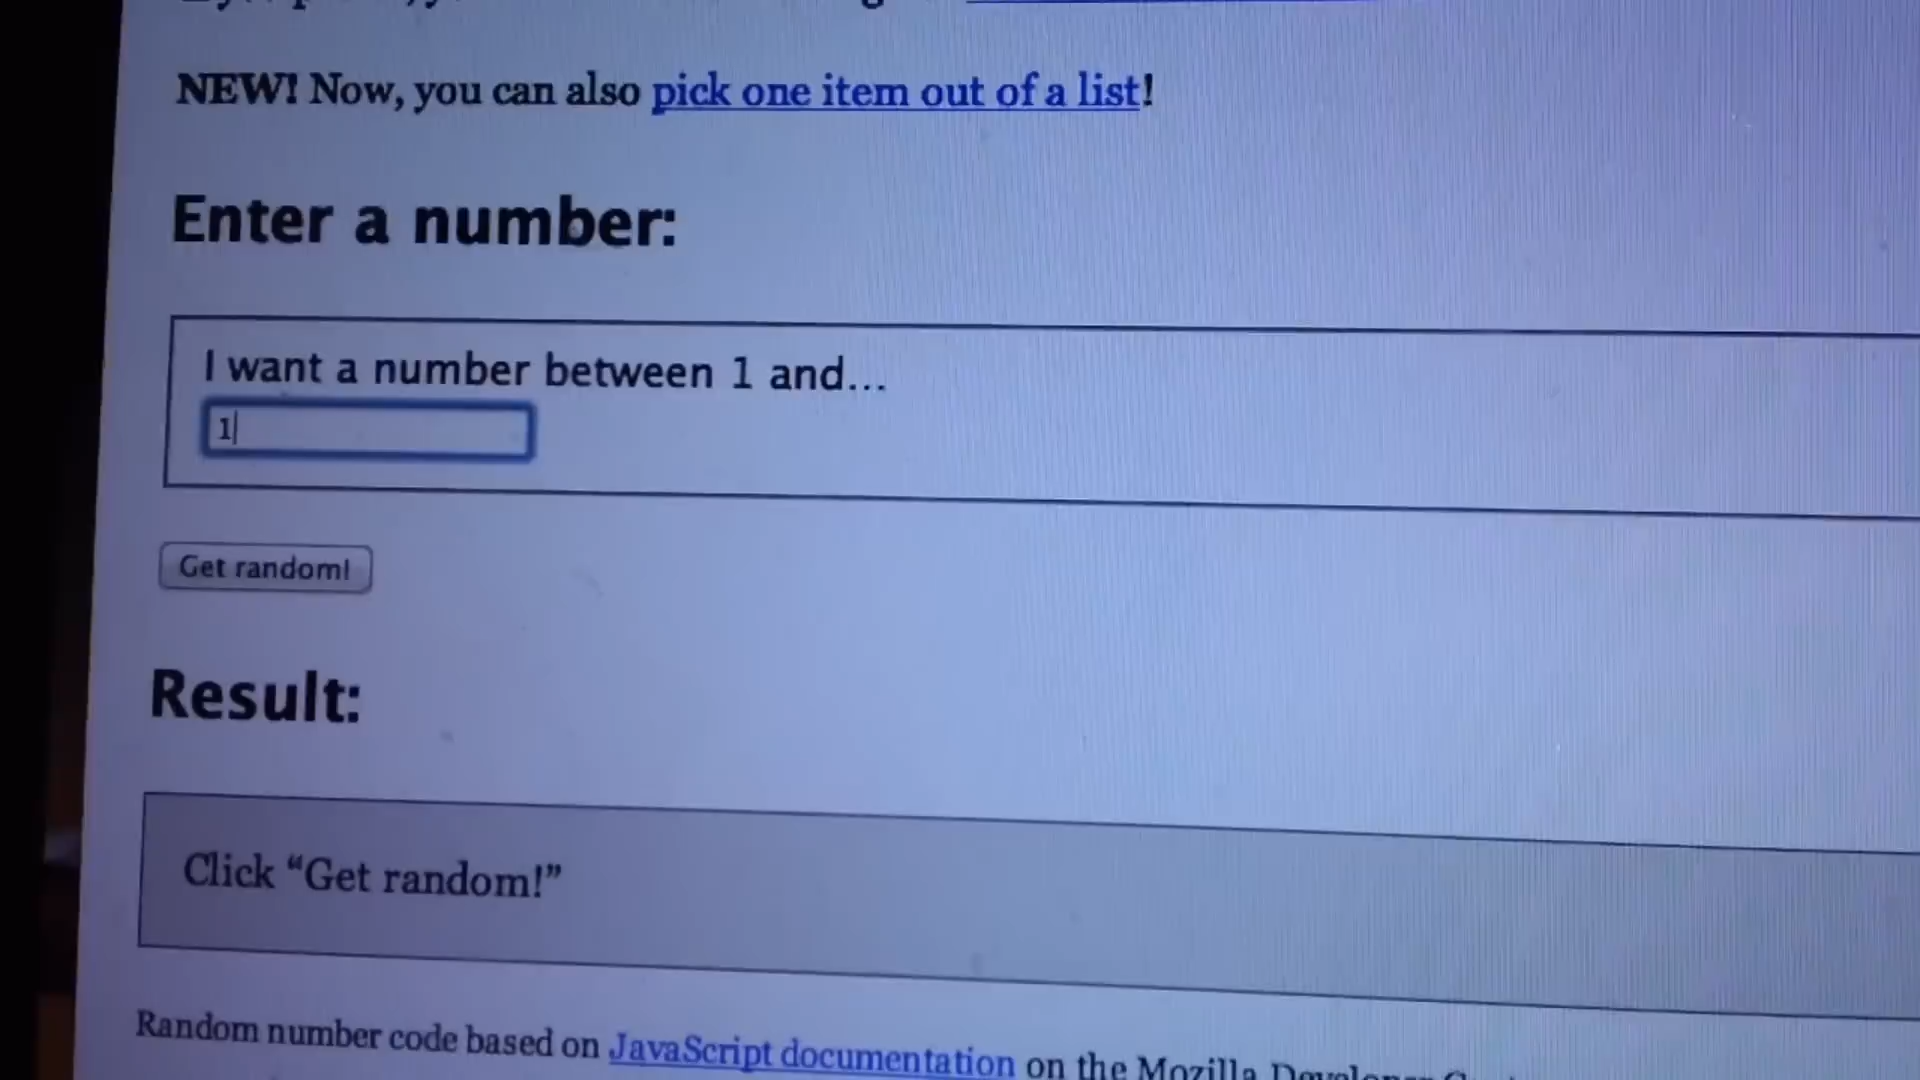 NEW! Now, you can also pick one item out of a list!
Enter a number:
I want a number between 1 and...
1
Get random!
Result:
Click “Get random!”
Random number code based on JavaScript documentation on the Mozilla Developer